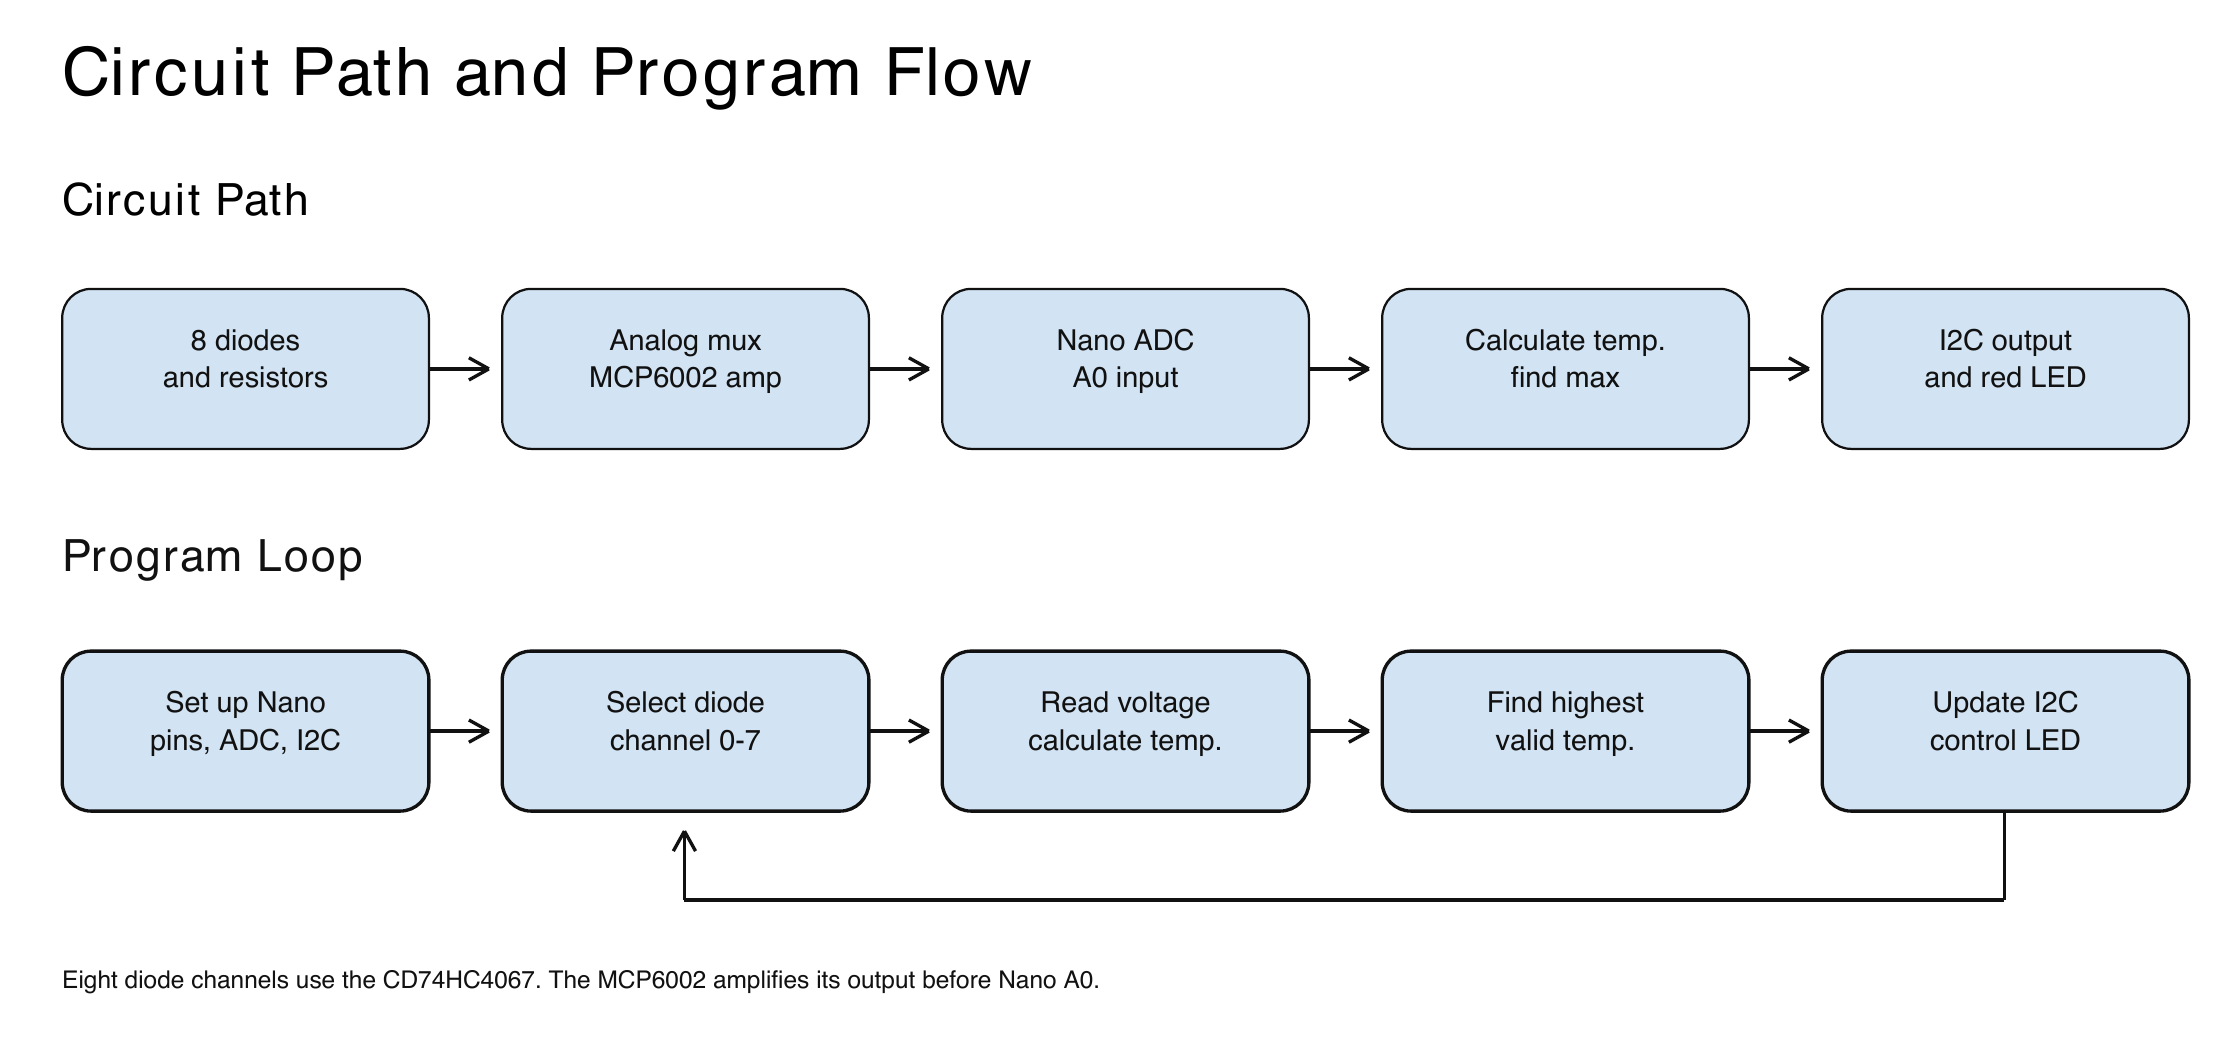 Circuit Path and Program Flow
Circuit Path
8 diodes
and resistors
Analog mux
MCP6002 amp
Nano ADC
A0 input
Calculate temp.
find max
I2C output
and red LED
Program Loop
Set up Nano
pins, ADC, I2C
Select diode
channel 0-7
Read voltage
calculate temp.
Find highest
valid temp.
Update I2C
control LED
Eight diode channels use the CD74HC4067. The MCP6002 amplifies its output before Nano A0.